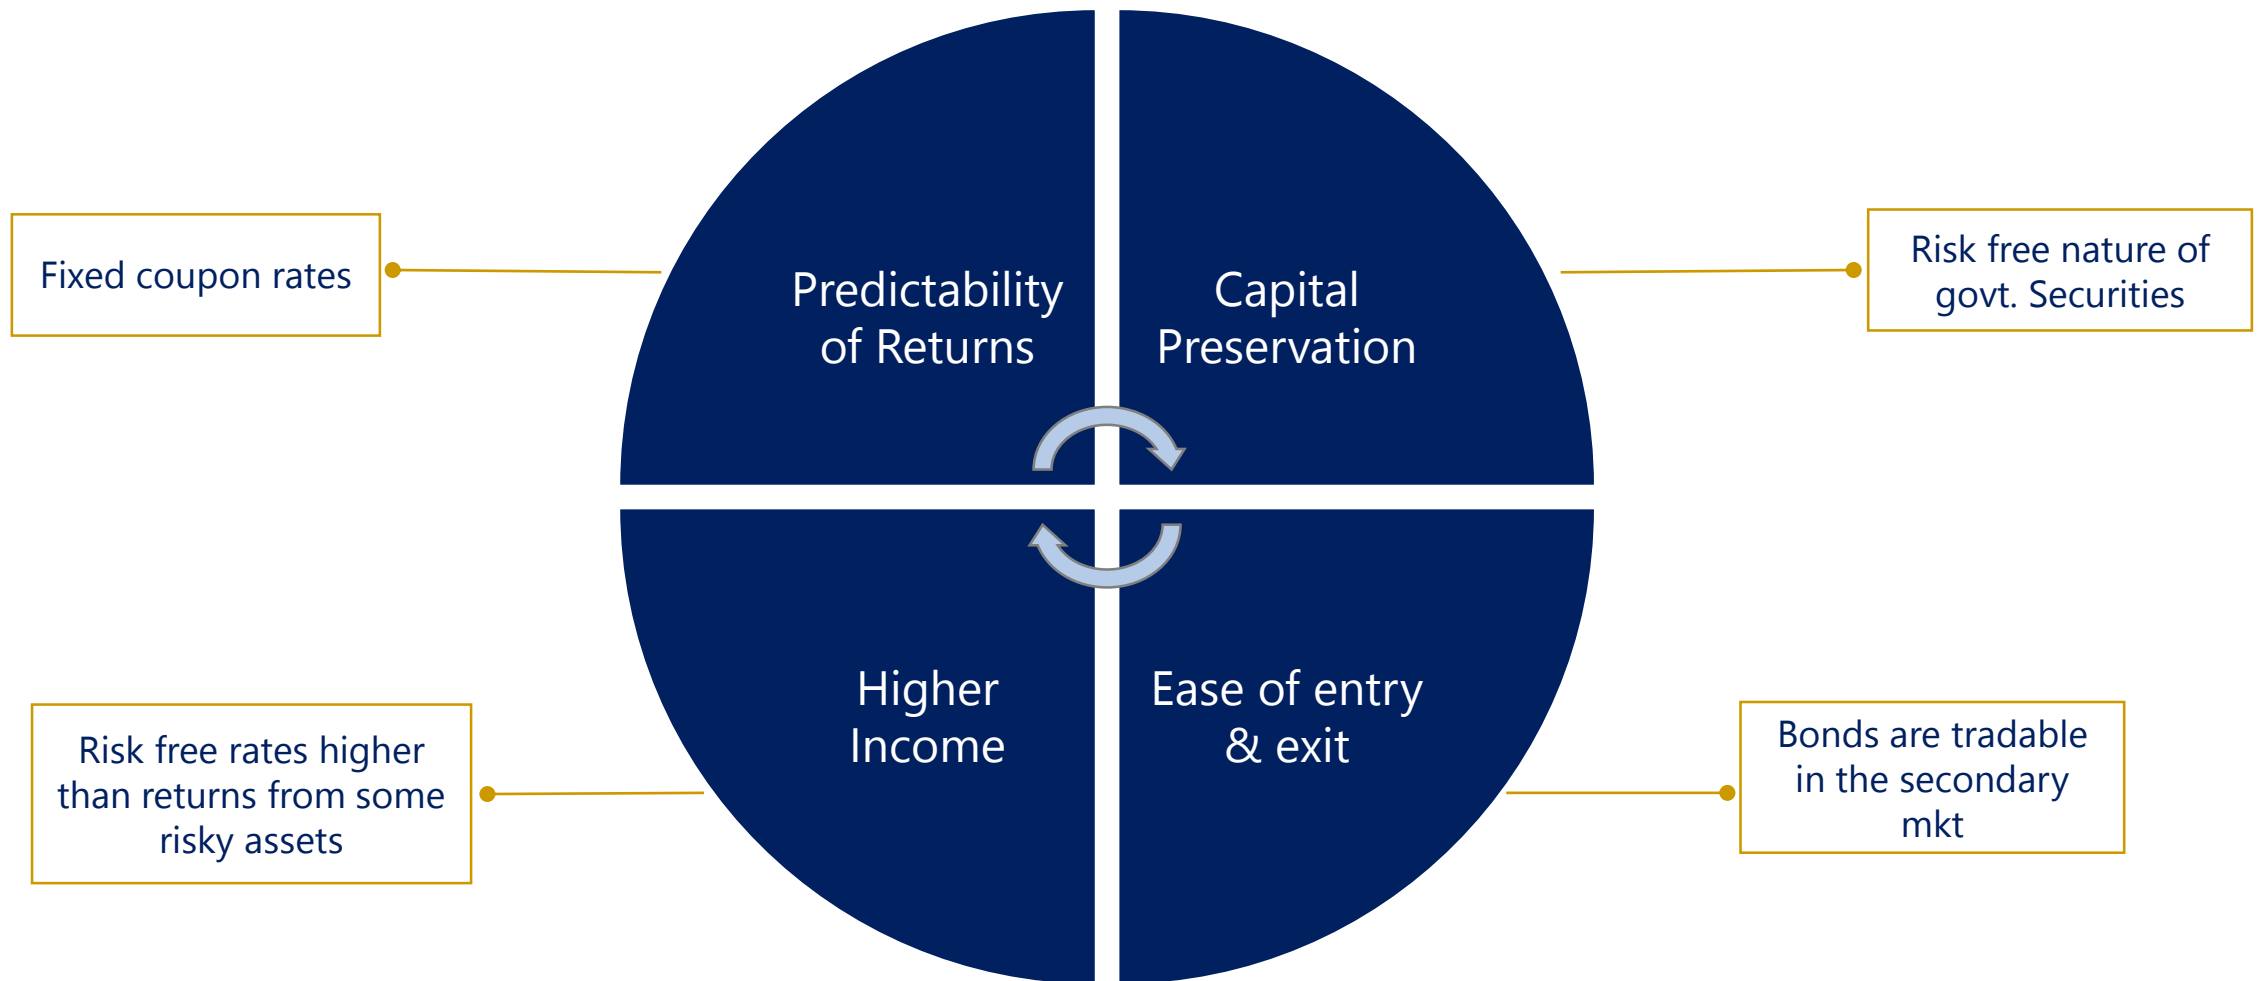 Fixed coupon rates
Predictability
of Returns
Capital
Preservation
Risk free nature of
govt. Securities
Risk free rates higher
than returns from some
risky assets
Higher
Income
Ease of entry
& exit
Bonds are tradable
in the secondary
mkt